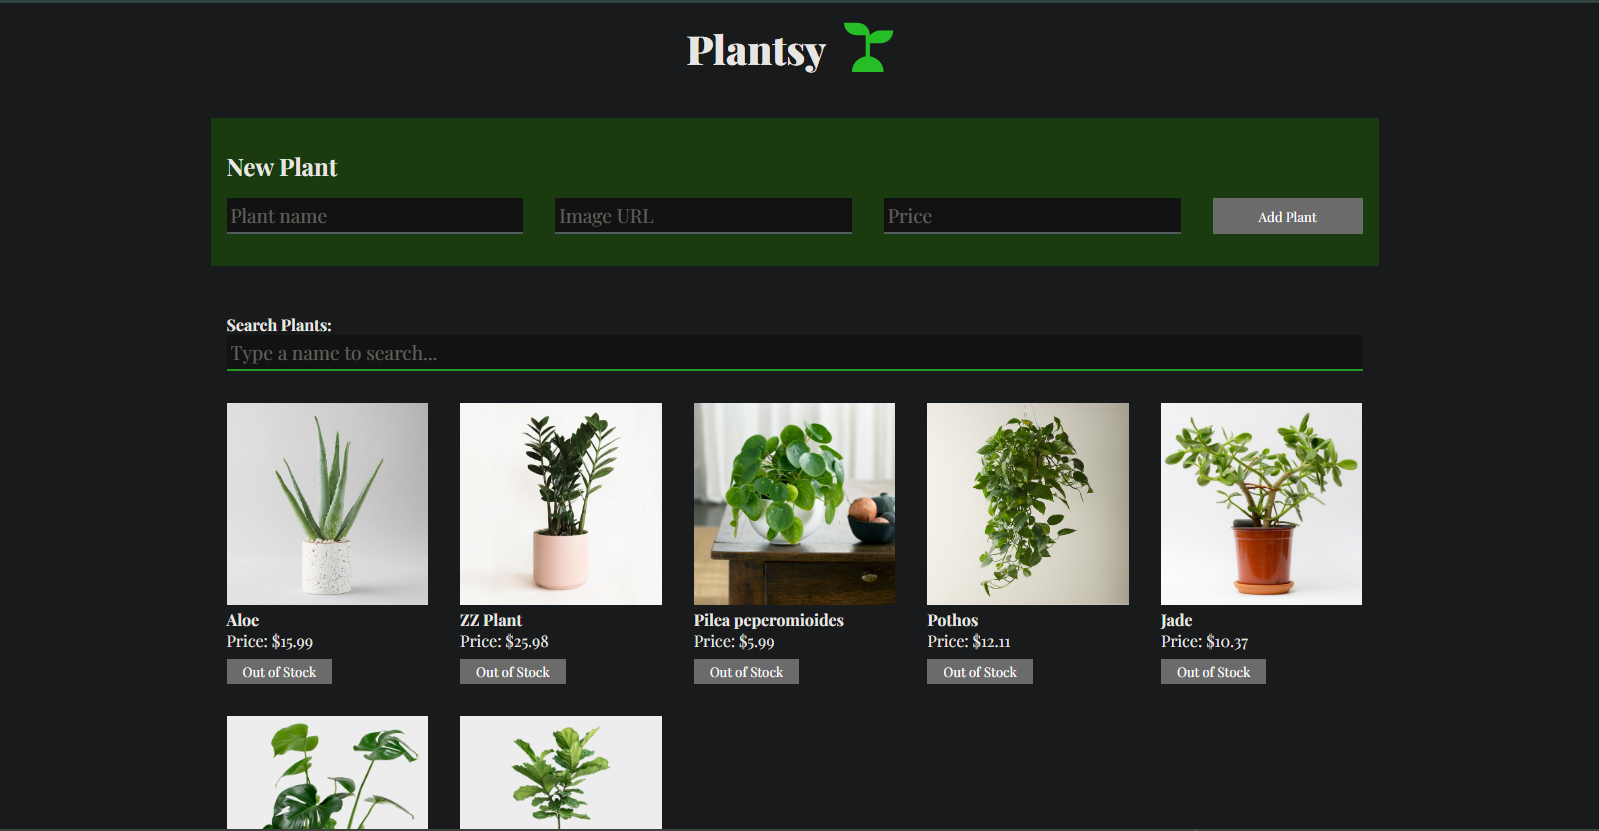 Plantsy
New Plant
Plant name
Image URL
Price
Add Plant
Search Plants:
Type a name to search...
Aloe
Price: $15.99
Out of Stock
ZZ Plant
Price: $25.98
Out of Stock
Pilea peperomioides
Price: $5.99
Out of Stock
Pothos
Price: $12.11
Out of Stock
Jade
Price: $10.37
Out of Stock